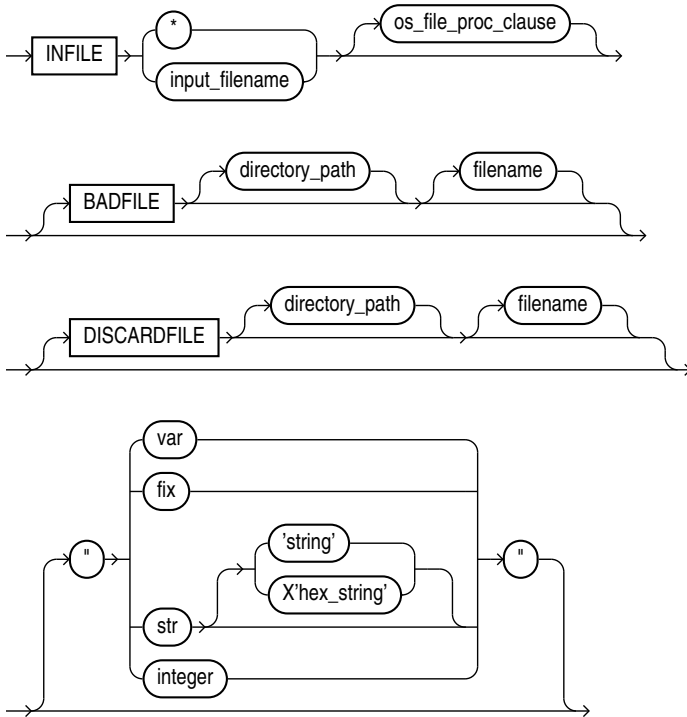 * os_file_proc_clause
INFILE
input_filename
directory_path filename
BADFILE
directory_path filename
DISCARDFILE
var
fix
'string'
" "
X'hex_string'
str
integer